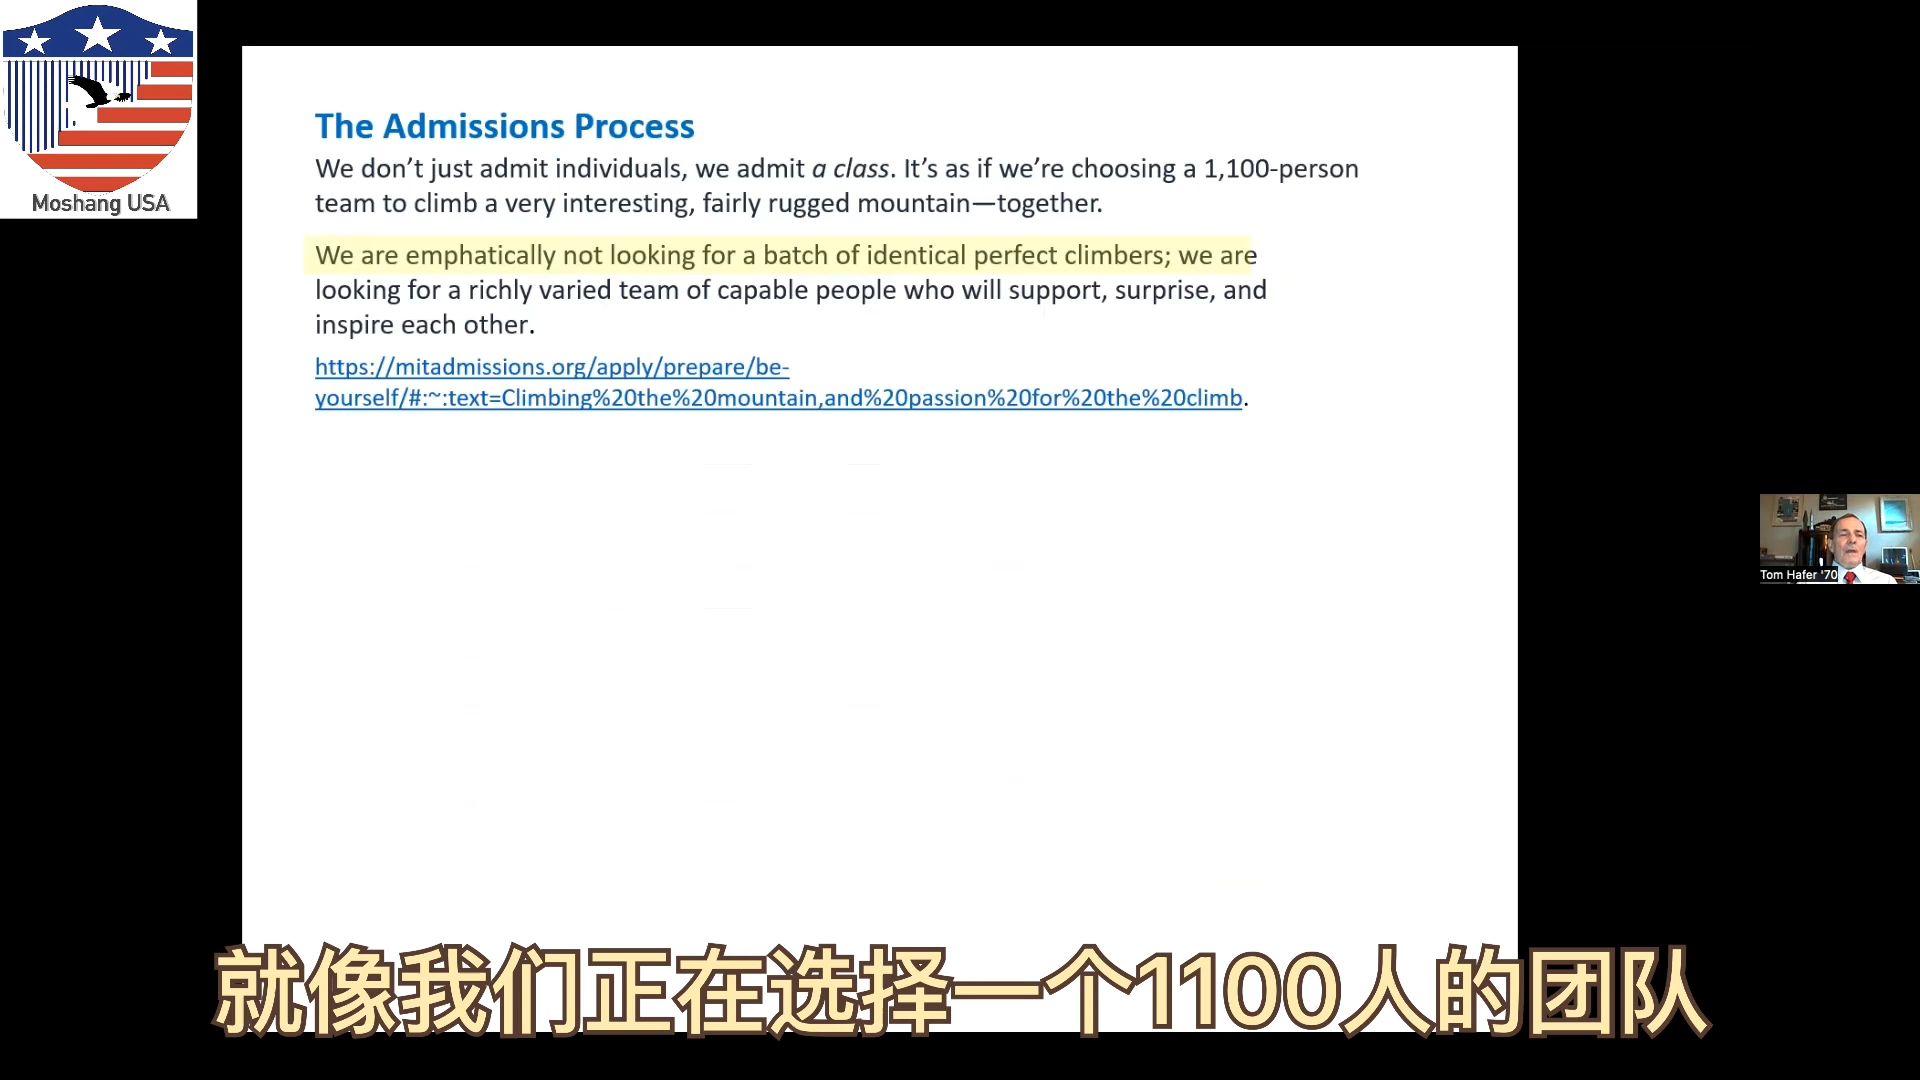 Moshang USA
The Admissions Process
We don’t just admit individuals, we admit a class. It’s as if we’re choosing a 1,100-person
team to climb a very interesting, fairly rugged mountain—together.
We are emphatically not looking for a batch of identical perfect climbers; we are
looking for a richly varied team of capable people who will support, surprise, and
inspire each other.
https://mitadmissions.org/apply/prepare/be-
yourself/#:~:text=Climbing%20the%20mountain,and%20passion%20for%20the%20climb.
Tom Hafer '70
就像我们正在选择一个1100人的团队